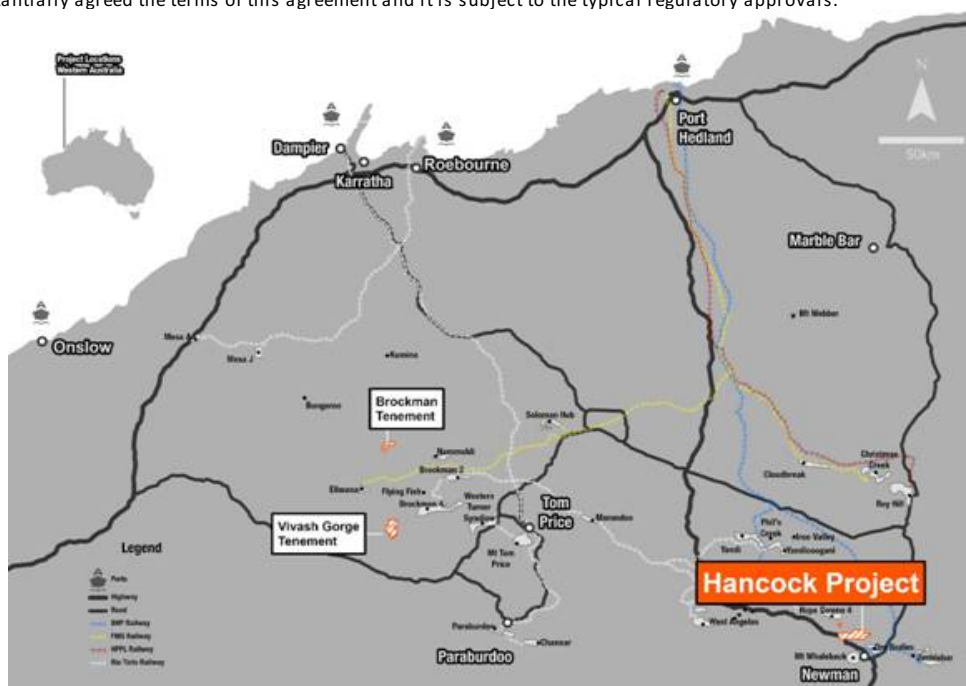 tantially agreed the terms of this agreement and it is subject to the typical regulatory approvals.
Project Locations
Western Australia
N
50km
Port
Hedland
Dampier
Karratha
Roebourne
Marble Bar
Mt Webber
Onslow
Mesa A
Mesa J
Kumina
Bungaroo
Brockman
Tenement
Solomon Hub
Nammuldi
Brockman 2
Cloudbreak
Christmas
Creek
Eliwana
Flying Fish
Brockman 4
Western
Turner
Syncline
Roy Hill
Vivash Gorge
Tenement
Tom
Price
Marandoo
Mt Tom
Price
Phil's
Creek
Iron Valley
Yandi
Yandicoogina
Legend
Ports
Highway
Road
BHP Railway
FMG Railway
HPPL Railway
Rio Tinto Railway
Hancock Project
Hope Downs 4
West Angelas
Paraburdoo
Channar
Paraburdoo
Mt Whaleback
Newman